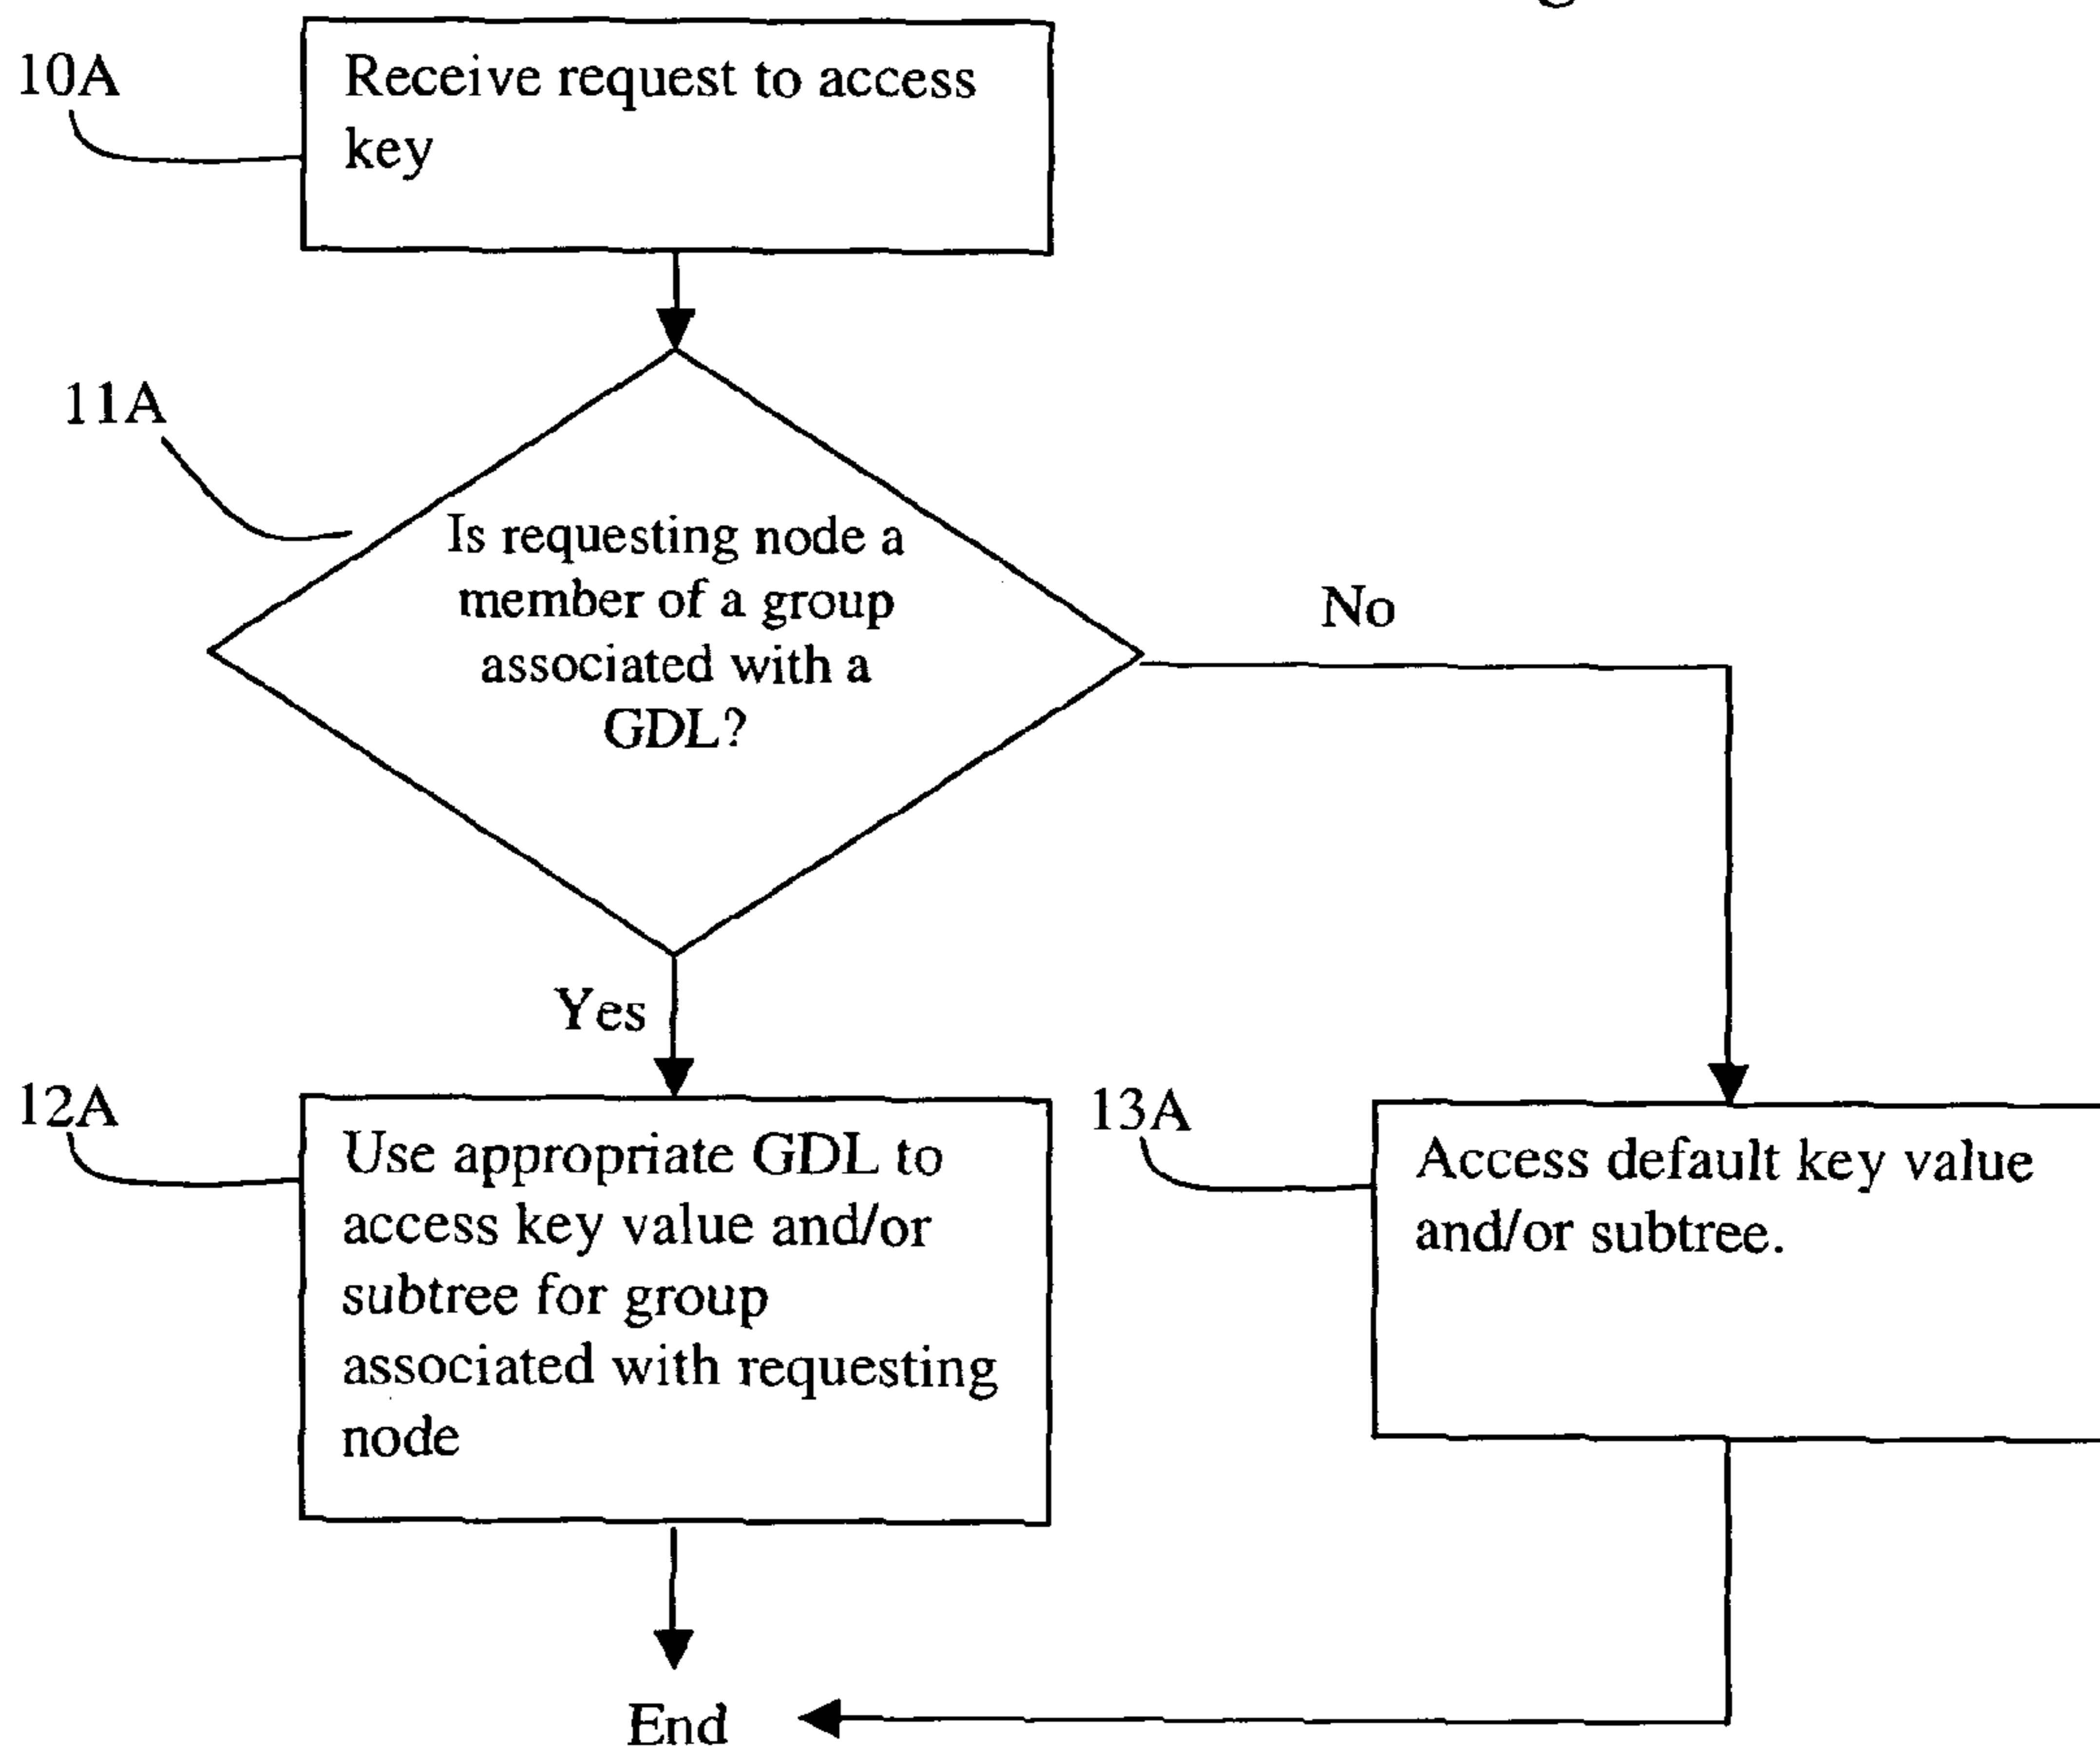 10A
Receive request to access
key
11A
Is requesting node a
member of a group
associated with a
GDL?
No
Yes
12A
Use appropriate GDL to
access key value and/or
subtree for group
associated with requesting
node
13A
Access default key value
and/or subtree.
End